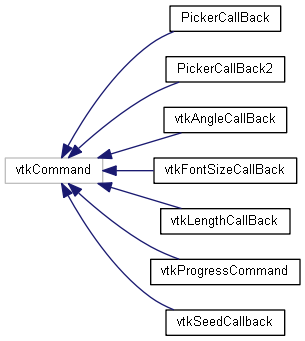 PickerCallBack
PickerCallBack2
vtkAngleCallBack
vtkCommand
vtkFontSizeCallBack
vtkLengthCallBack
vtkProgressCommand
vtkSeedCallback